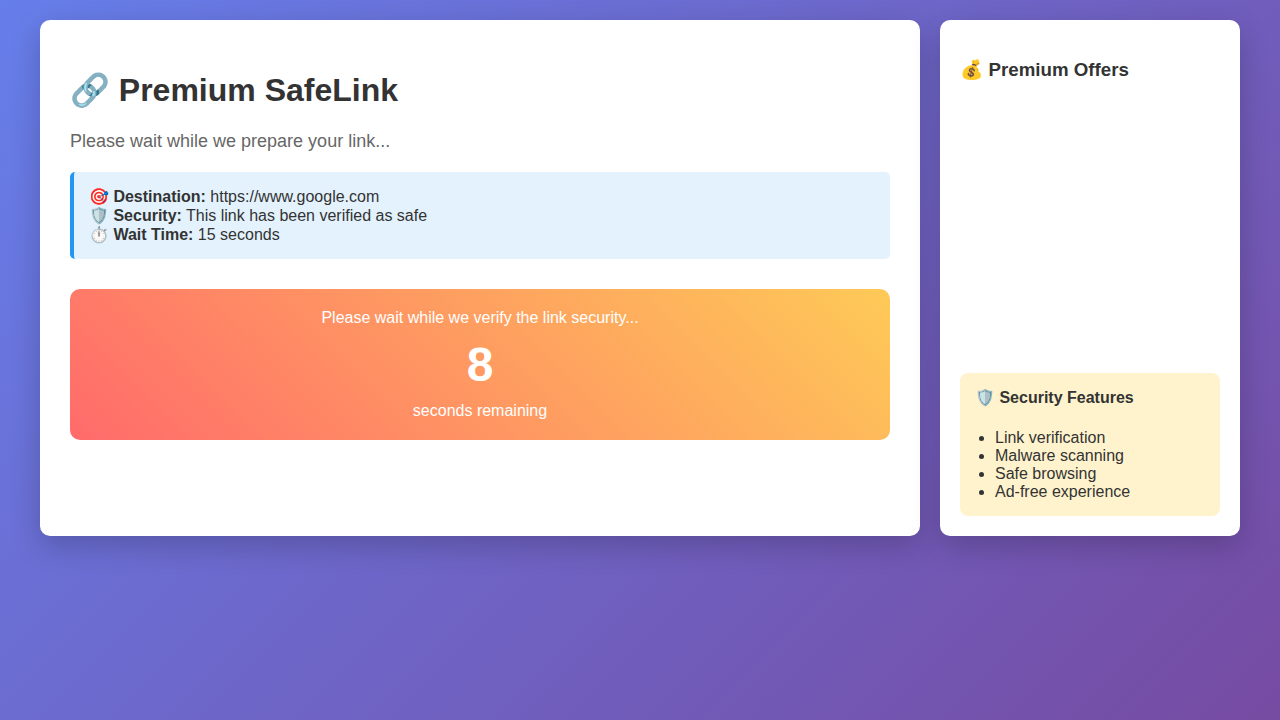 🔗 Premium SafeLink
Please wait while we prepare your link...
🎯 Destination: https://www.google.com
🛡️ Security: This link has been verified as safe
⏱️ Wait Time: 15 seconds
Please wait while we verify the link security...
8
seconds remaining
💰 Premium Offers
🛡️ Security Features
• Link verification
• Malware scanning
• Safe browsing
• Ad-free experience